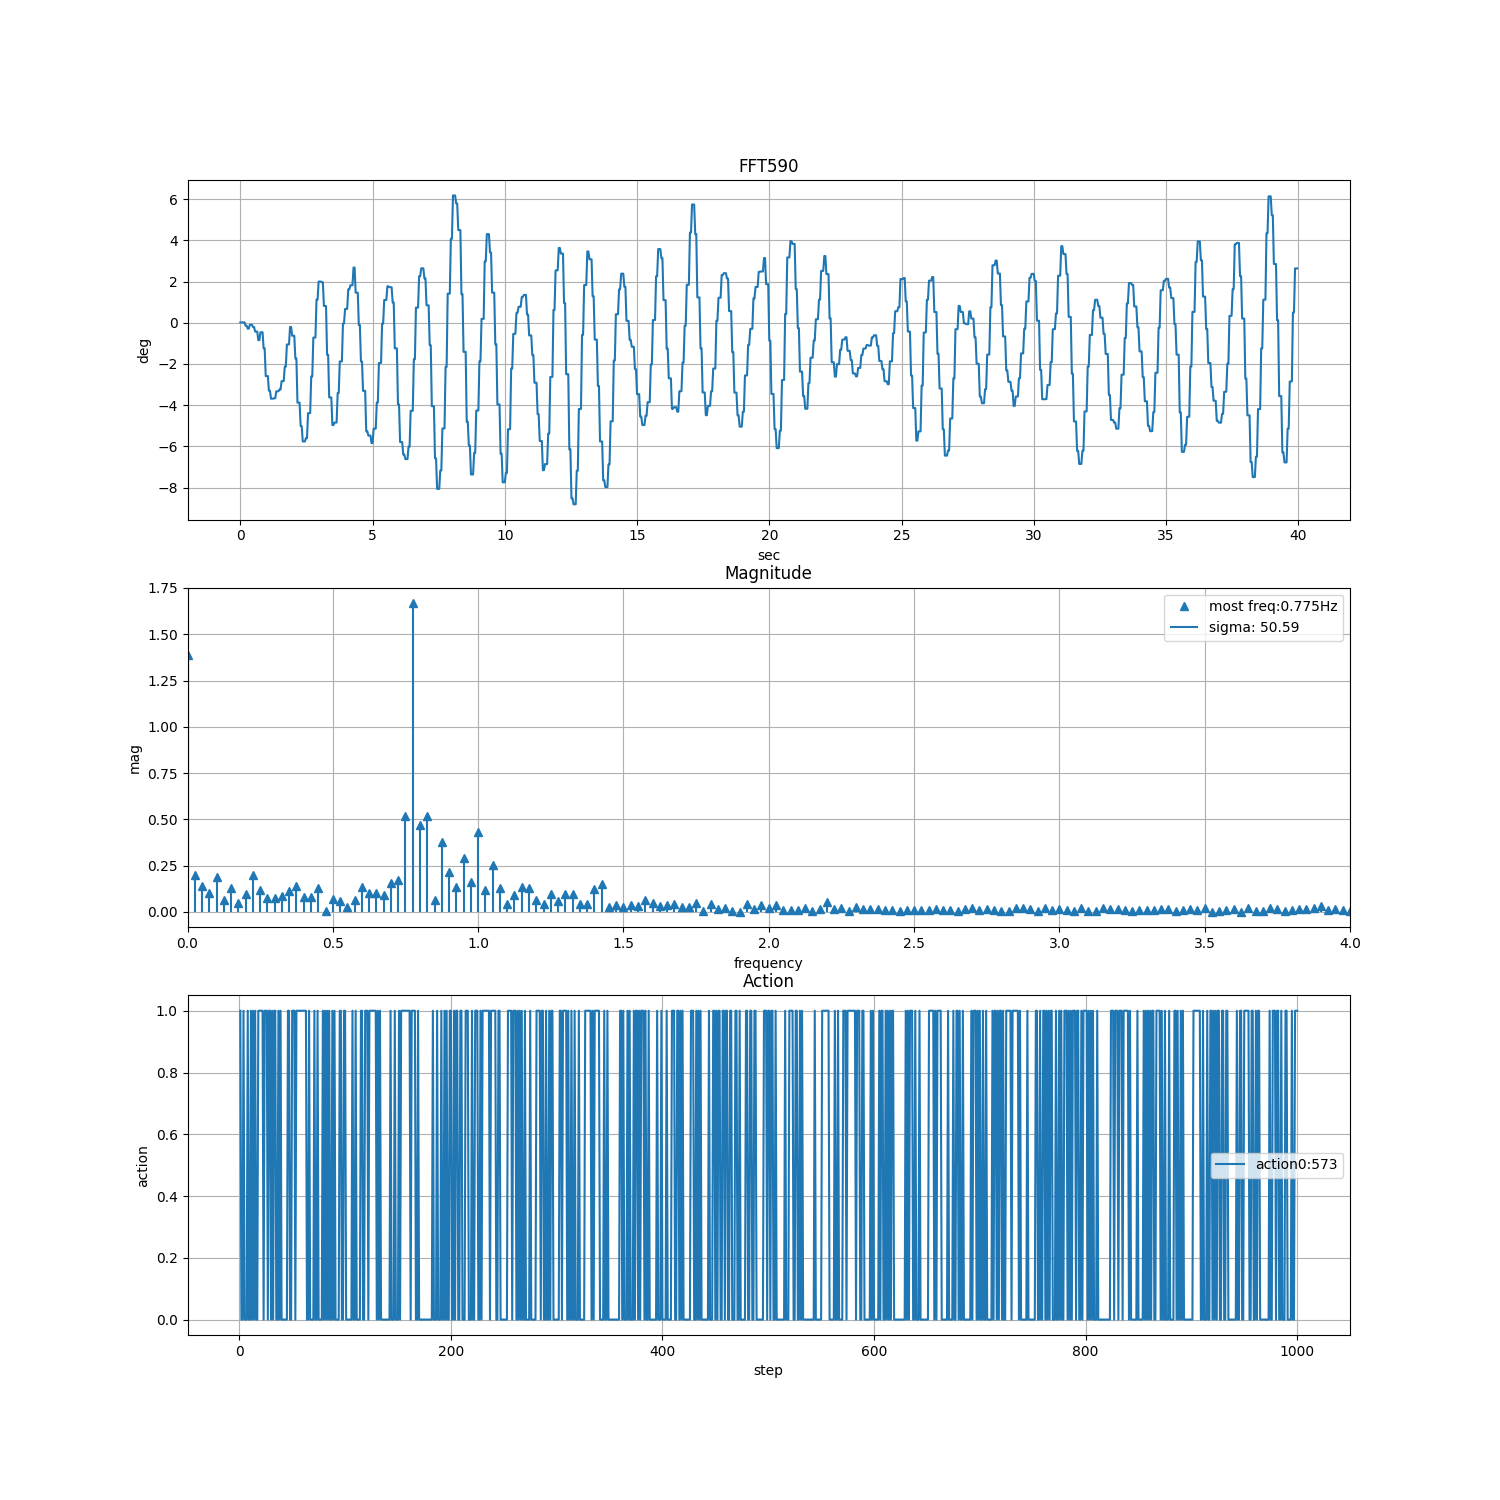 FFT590
6
4
2
0
−2
−4
−6
−8
deg
0 5 10 15 20 25 30 35 40
sec
Magnitude
1.75
1.50
1.25
1.00
0.75
0.50
0.25
0.00
mag
most freq:0.775Hz
sigma: 50.59
0.0 0.5 1.0 1.5 2.0 2.5 3.0 3.5 4.0
frequency
Action
1.0
0.8
0.6
0.4
0.2
0.0
action
action0:573
0 200 400 600 800 1000
step